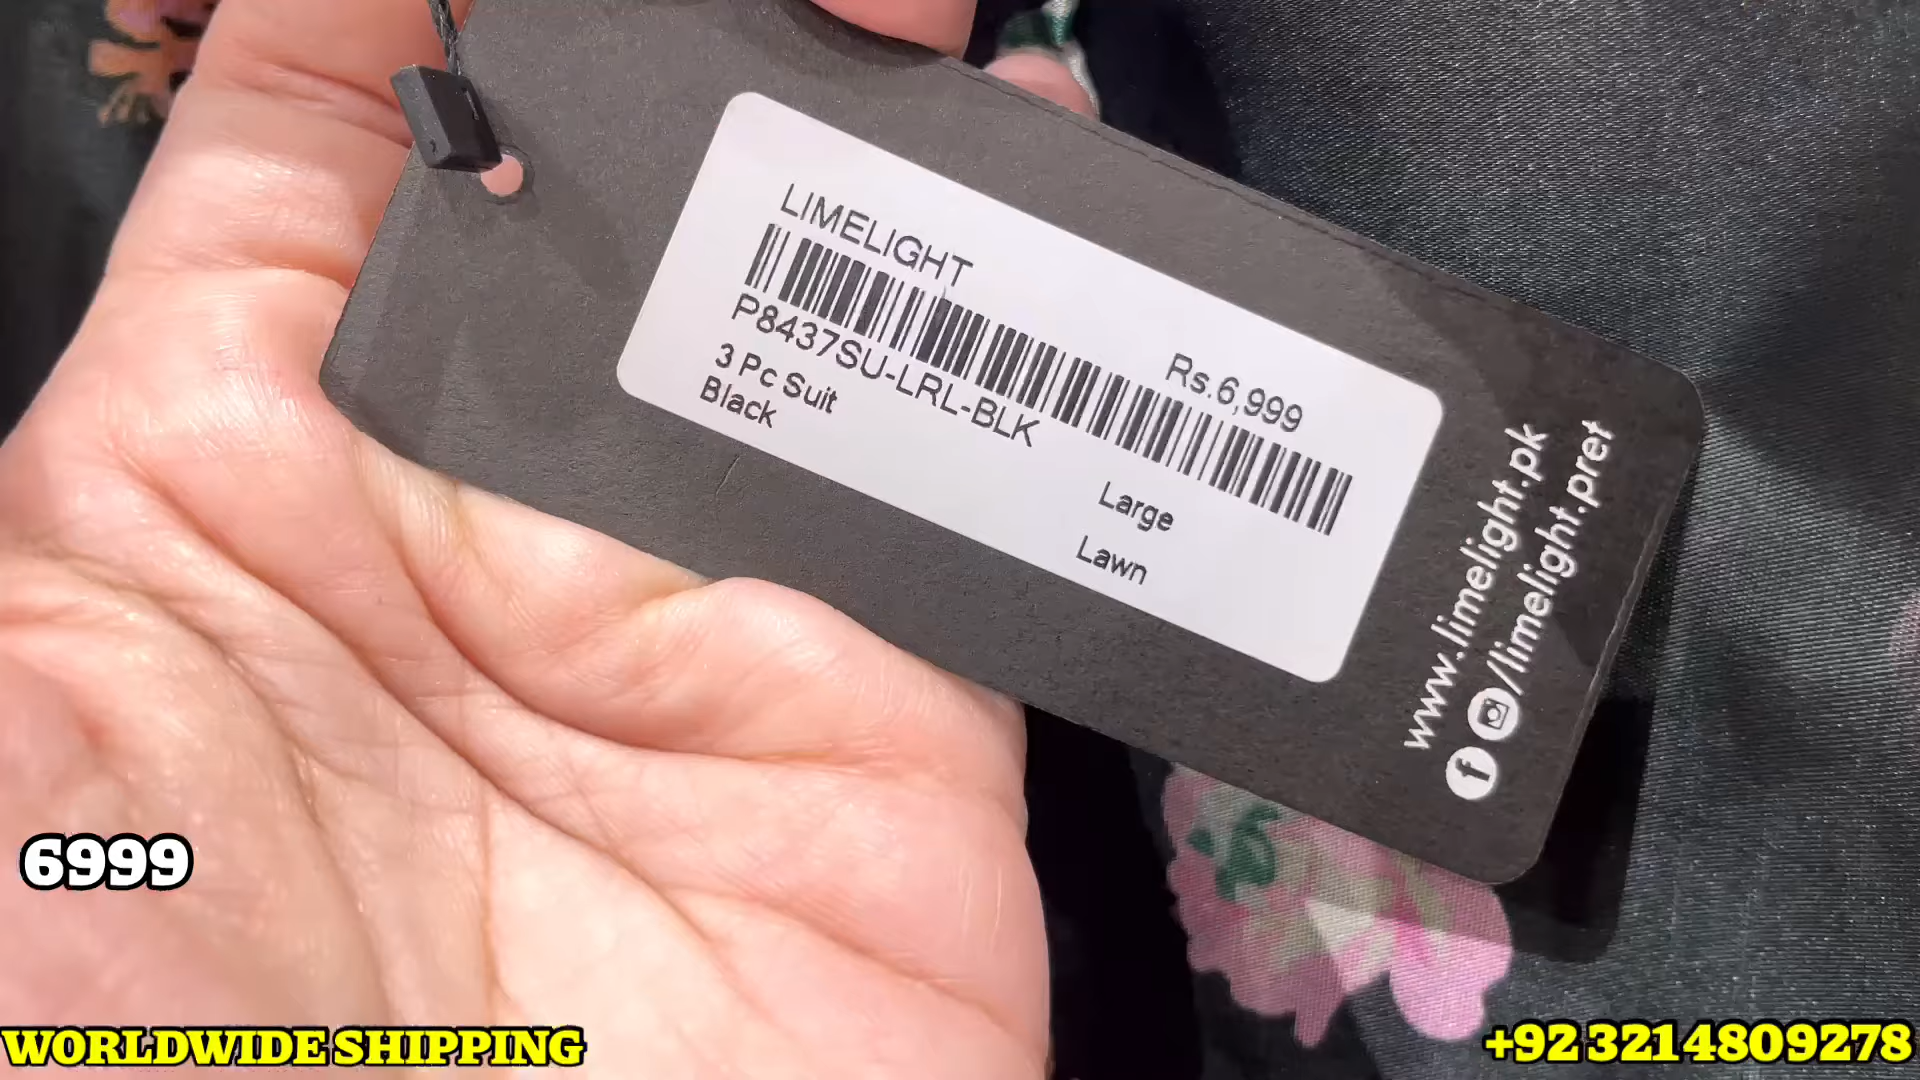 LIMELIGHT
Rs.6,999
P8437SU-LRL-BLK
3 Pc Suit
Large
Black
Lawn
www.limelight.pk
/limelight.pret
6999
WORLDWIDE SHIPPING
+92 3214809278